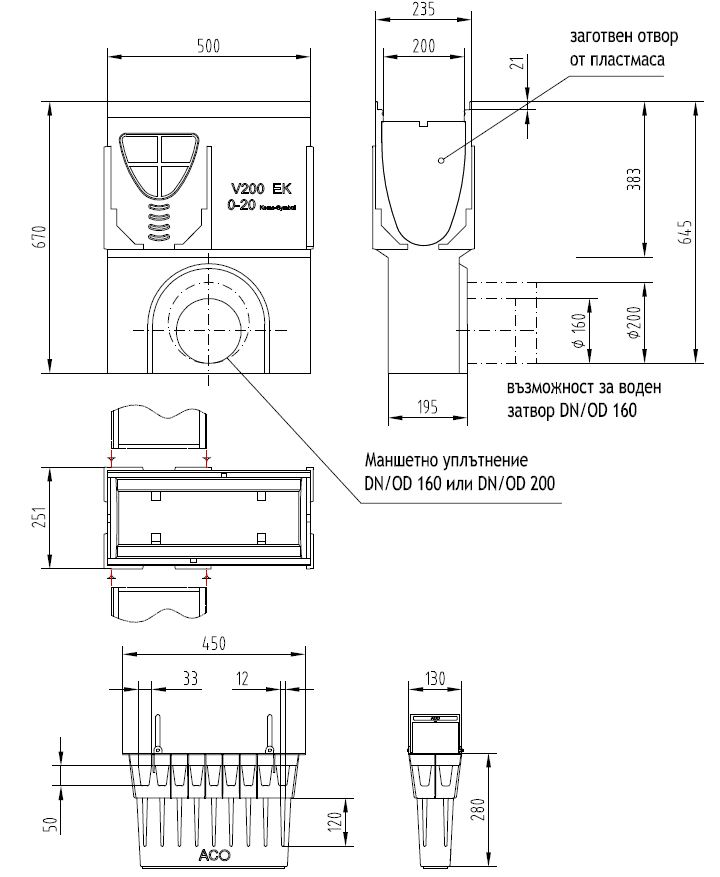 235
500
200
заготвен отвор
от пластмаса
21
V200 EK
0-20
670
383
645
ϕ 160
ϕ200
195
възможност за воден
затвор DN/OD 160
Маншетно уплътнение
DN/OD 160 или DN/OD 200
251
450
33
12
130
50
120
280
ACO
ACO